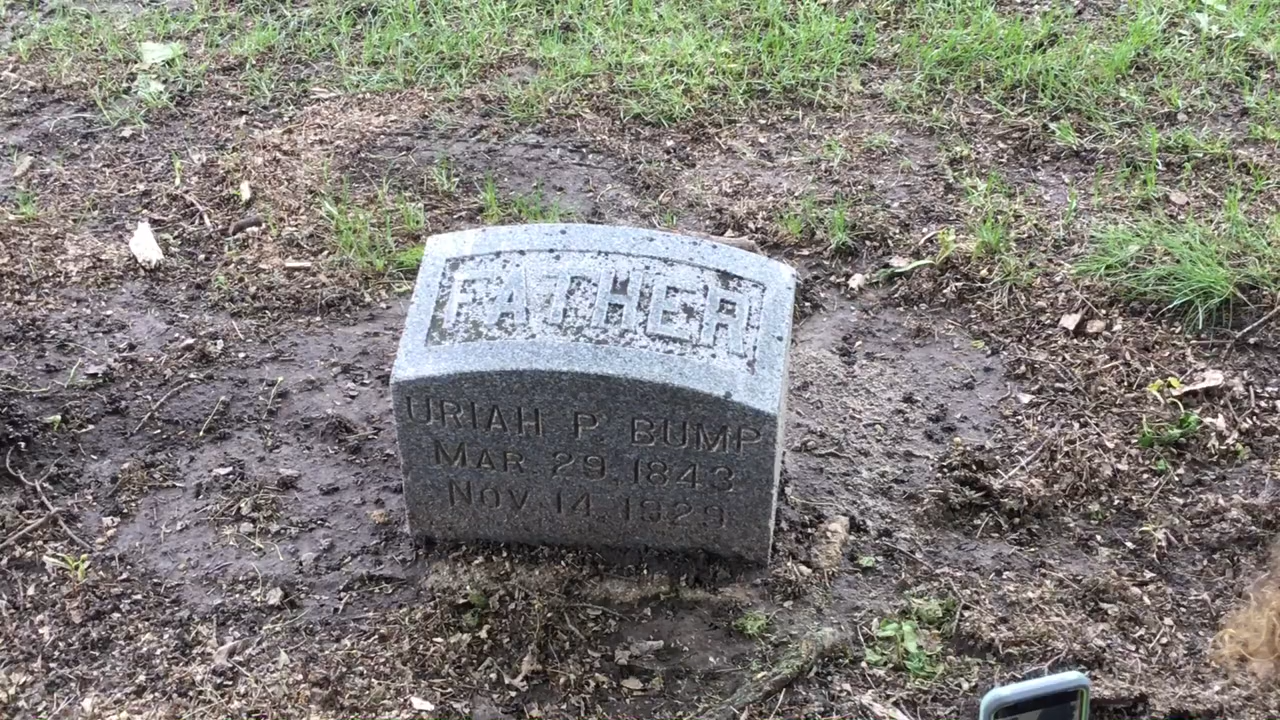 FATHER
URIAH P. BUMP
MAR. 29, 1843
NOV. 14, 1929